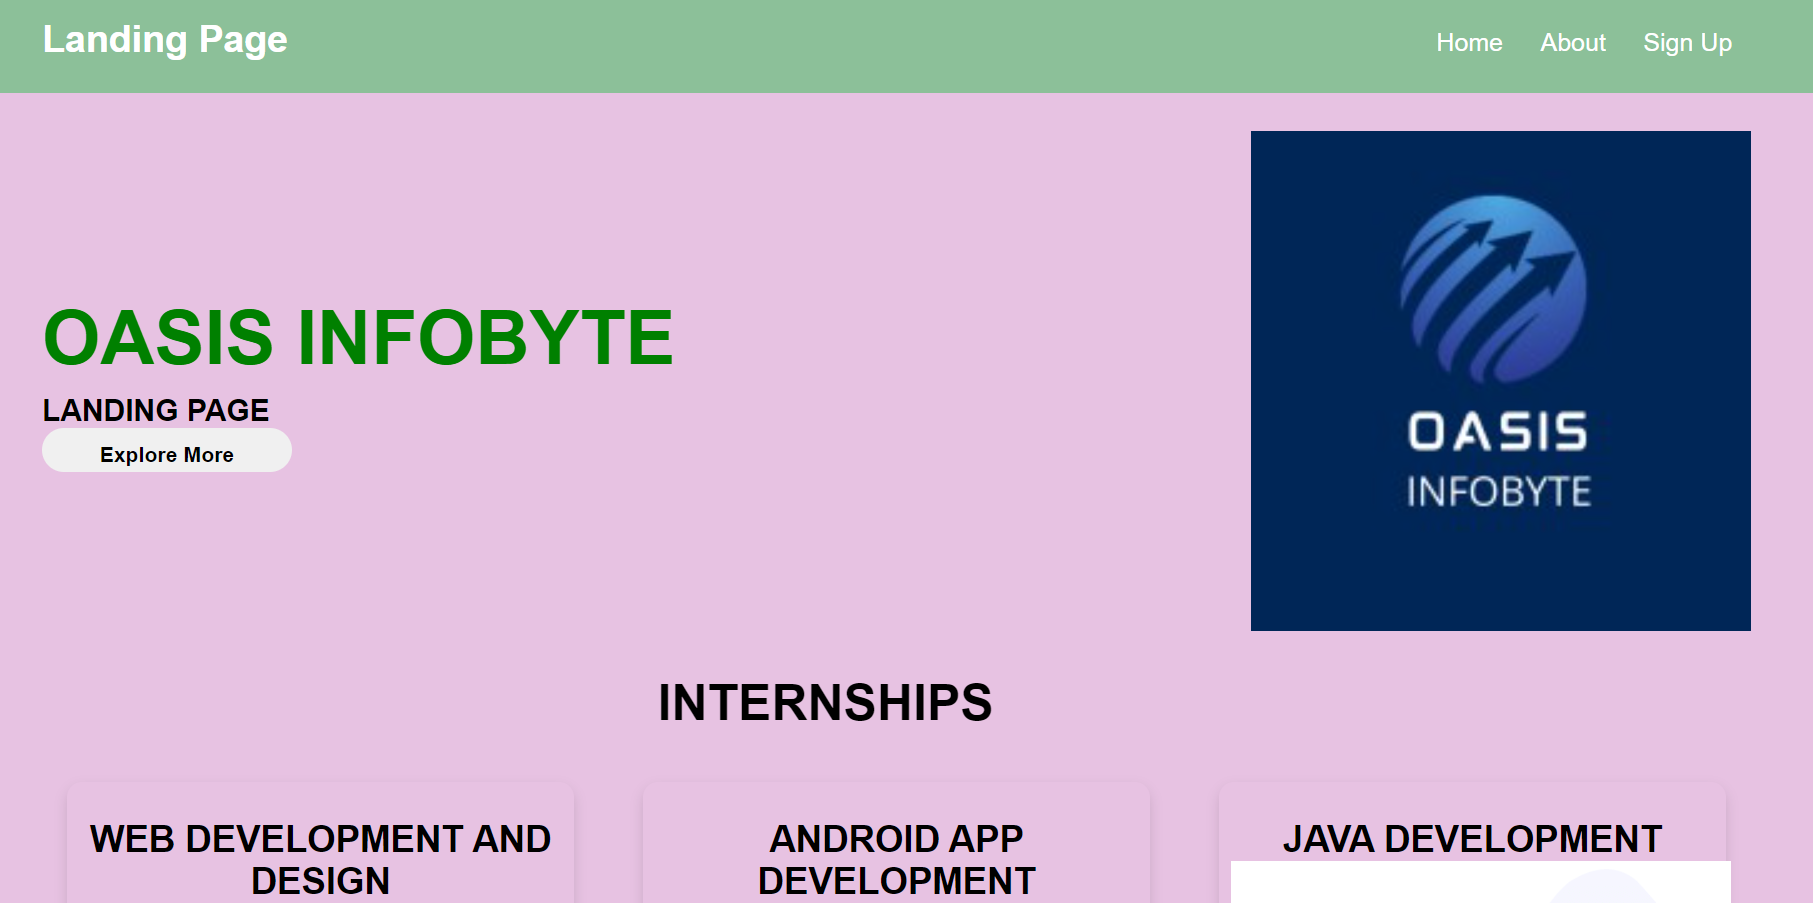 Landing Page
Home About Sign Up
OASIS INFOBYTE
LANDING PAGE
Explore More
OASIS
INFOBYTE
INTERNSHIPS
WEB DEVELOPMENT AND
DESIGN
ANDROID APP
DEVELOPMENT
JAVA DEVELOPMENT